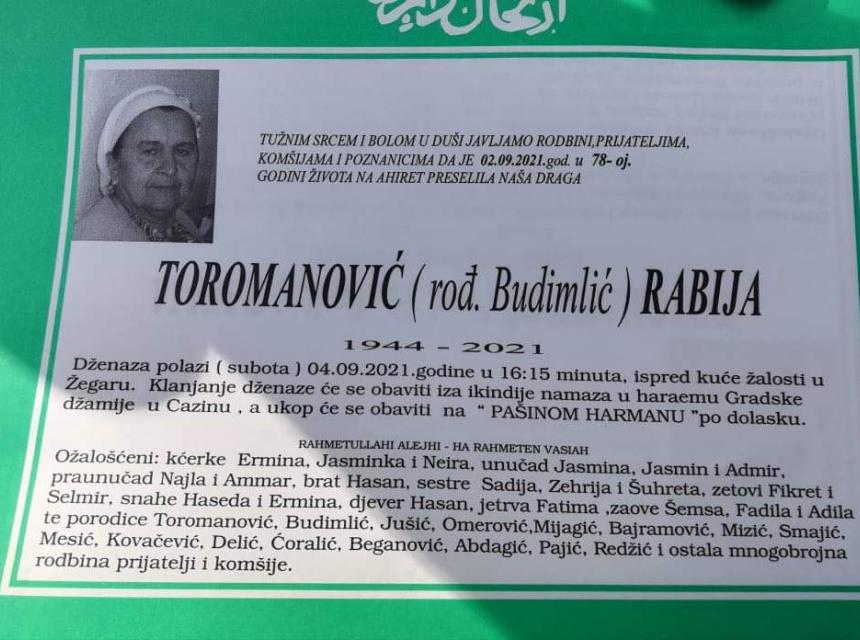 TUŽNIM SRCEM I BOLOM U DUŠI JAVLJAMO RODBINI,PRIJATELJIMA,
KOMŠIJAMA I POZNANICIMA DA JE 02.09.2021.god. u 78- oj.
GODINI ŽIVOTA NA AHIRET PRESELILA NAŠA DRAGA
TOROMANOVIĆ ( rođ. Budimlić ) RABIJA
1944 - 2021
Dženaza polazi ( subota ) 04.09.2021.godine u 16:15 minuta, ispred kuće žalosti u
Žegaru. Klanjanje dženaze će se obaviti iza ikindije namaza u haraemu Gradske
džamije u Cazinu , a ukop će se obaviti na “ PAŠINOM HARMANU ”po dolasku.
RAHMETULLAHI ALEJHI - HA RAHMETEN VASIAH
Ožalošćeni: kćerke Ermina, Jasminka i Neira, unučad Jasmina, Jasmin i Admir,
praunučad Najla i Ammar, brat Hasan, sestre Sadija, Zehrija i Šuhreta, zetovi Fikret i
Selmir, snahe Haseda i Ermina, djever Hasan, jetrva Fatima ,zaove Šemsa, Fadila i Adila
te porodice Toromanović, Budimlić, Jušić, Omerović,Mijagić, Bajramović, Mizić, Smajić,
Mesić, Kovačević, Delić, Ćoralić, Beganović, Abdagić, Pajić, Redžić i ostala mnogobrojna
rodbina prijatelji i komšije.